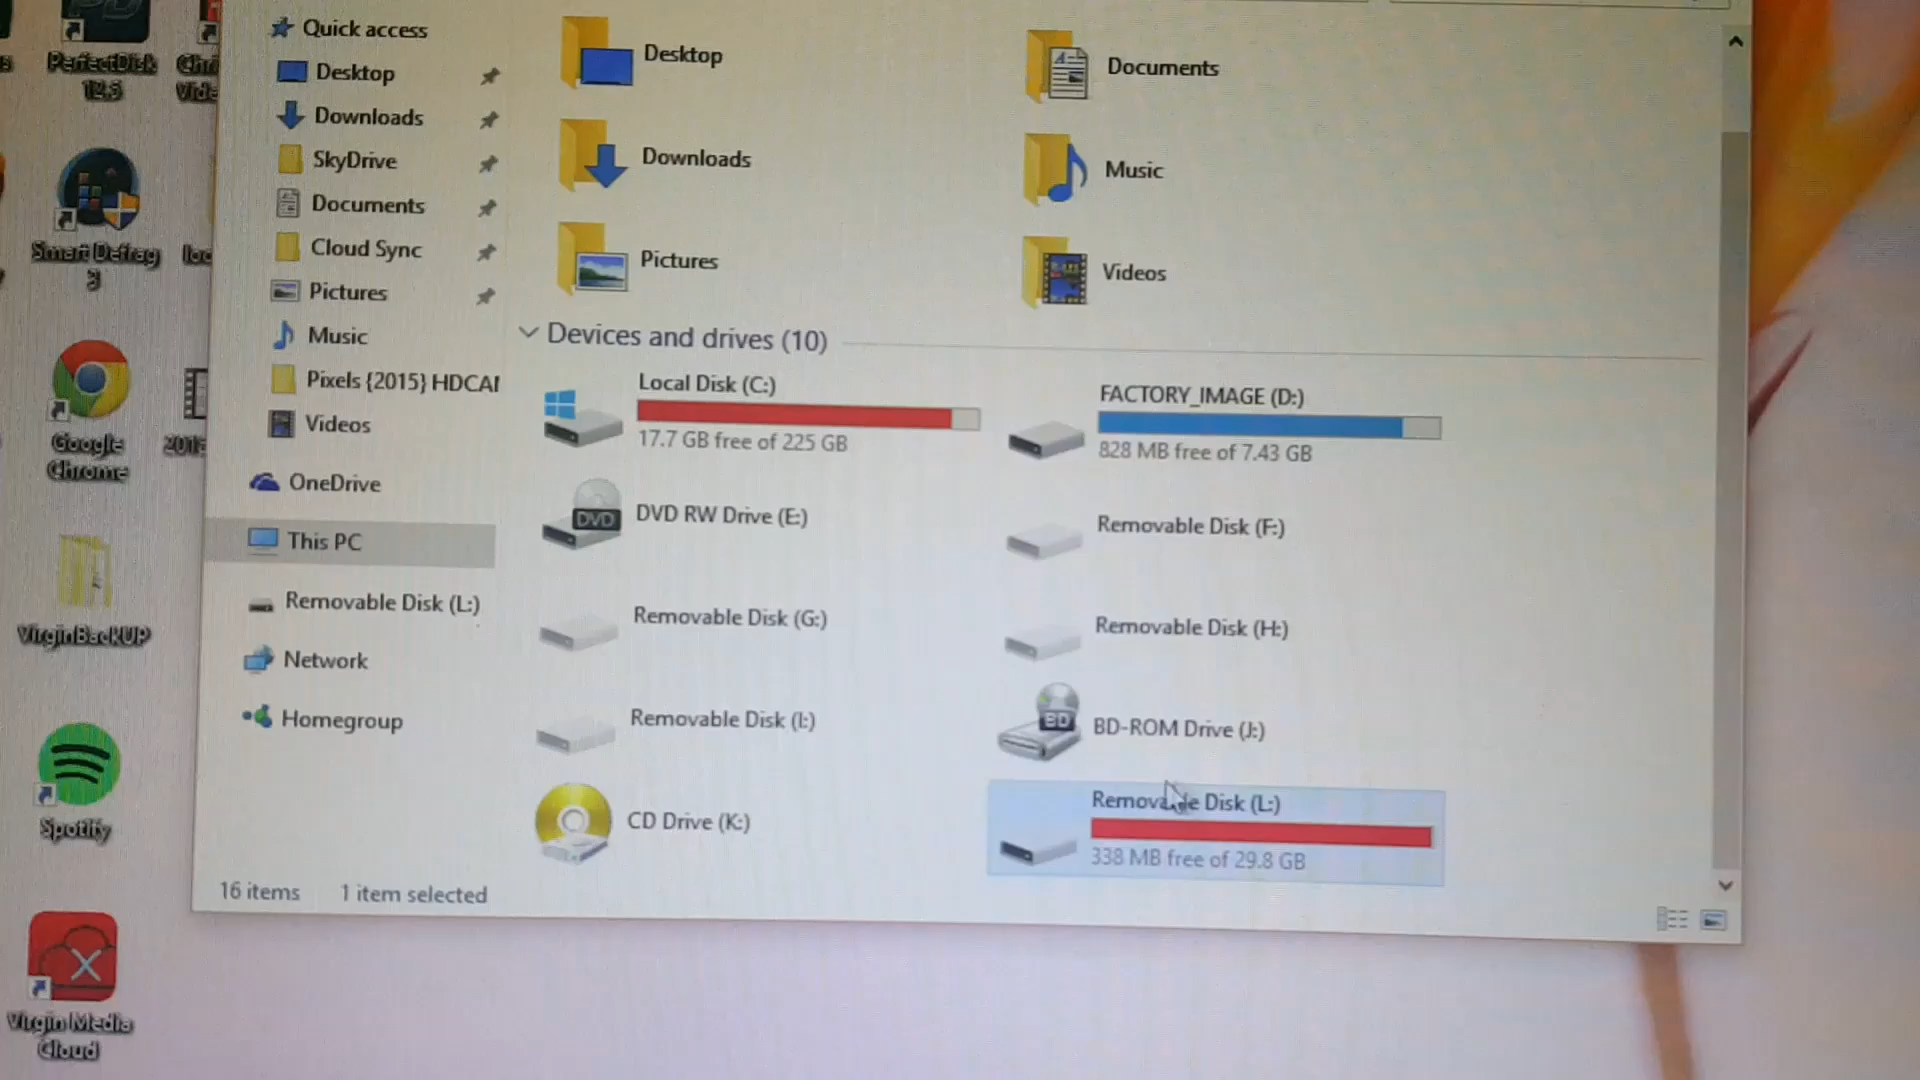 PerfectDisk
12.5
Smart Defrag
3
Google
Chrome
VirginBackUP
Spotify
Virgin Media
Cloud
Quick access
Desktop
Downloads
SkyDrive
Documents
Cloud Sync
Pictures
Music
Pixels {2015} HDCA
Videos
OneDrive
This PC
Removable Disk (L:)
Network
Homegroup
Desktop
Documents
Downloads
Music
Pictures
Videos
Devices and drives (10)
Local Disk (C:)
17.7 GB free of 225 GB
FACTORY_IMAGE (D:)
828 MB free of 7.43 GB
DVD
DVD RW Drive (E:)
Removable Disk (F:)
Removable Disk (G:)
Removable Disk (H:)
Removable Disk (I:)
BD
BD-ROM Drive (J:)
CD Drive (K:)
Removable Disk (L:)
338 MB free of 29.8 GB
16 items
1 item selected